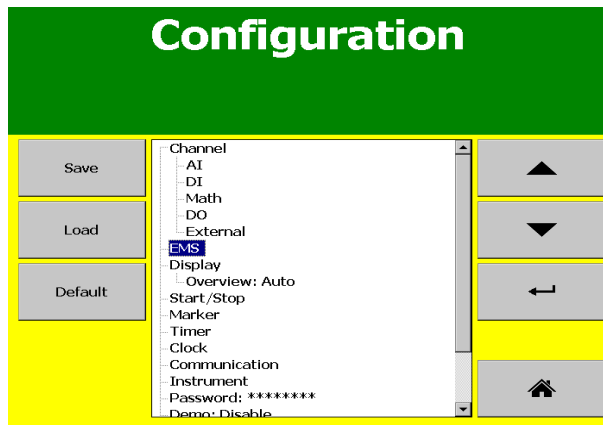 Configuration
Save
Load
Default
Channel
AI
DI
Math
DO
External
EMS
Display
Overview: Auto
Start/Stop
Marker
Timer
Clock
Communication
Instrument
Password: ********
Demo: Disable